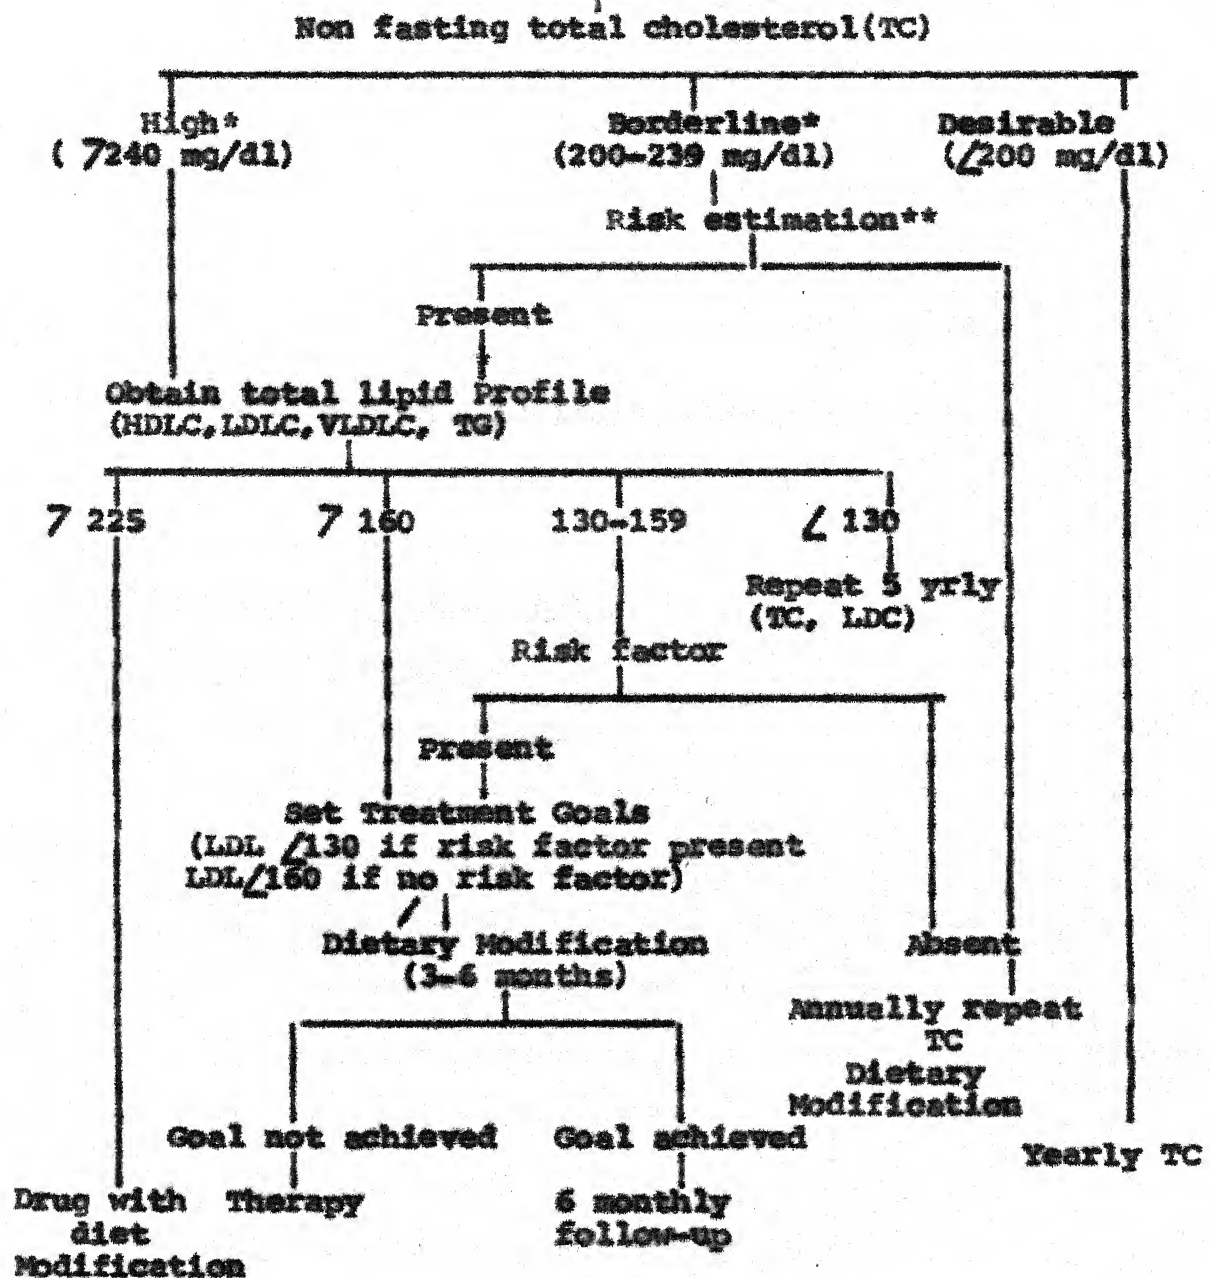 Non fasting total cholesterol(TC)
High* Borderline* Desirable
( 7240 mg/dl) (200-239 mg/dl) (∠200 mg/dl)
Risk estimation**
Present
Obtain total lipid Profile
(HDLC,LDLC,VLDLC, TG)
7 225 7 160 130-159 ∠ 130
Repeat 5 yrly
(TC, LDC)
Risk factor
Present
Set Treatment Goals
(LDL ∠130 if risk factor present
LDL∠160 if no risk factor)
Dietary Modification Absent
(3-6 months)
Annually repeat
TC
Dietary
Modification
Goal not achieved Goal achieved
Yearly TC
Drug with Therapy 6 monthly
diet follow-up
Modification